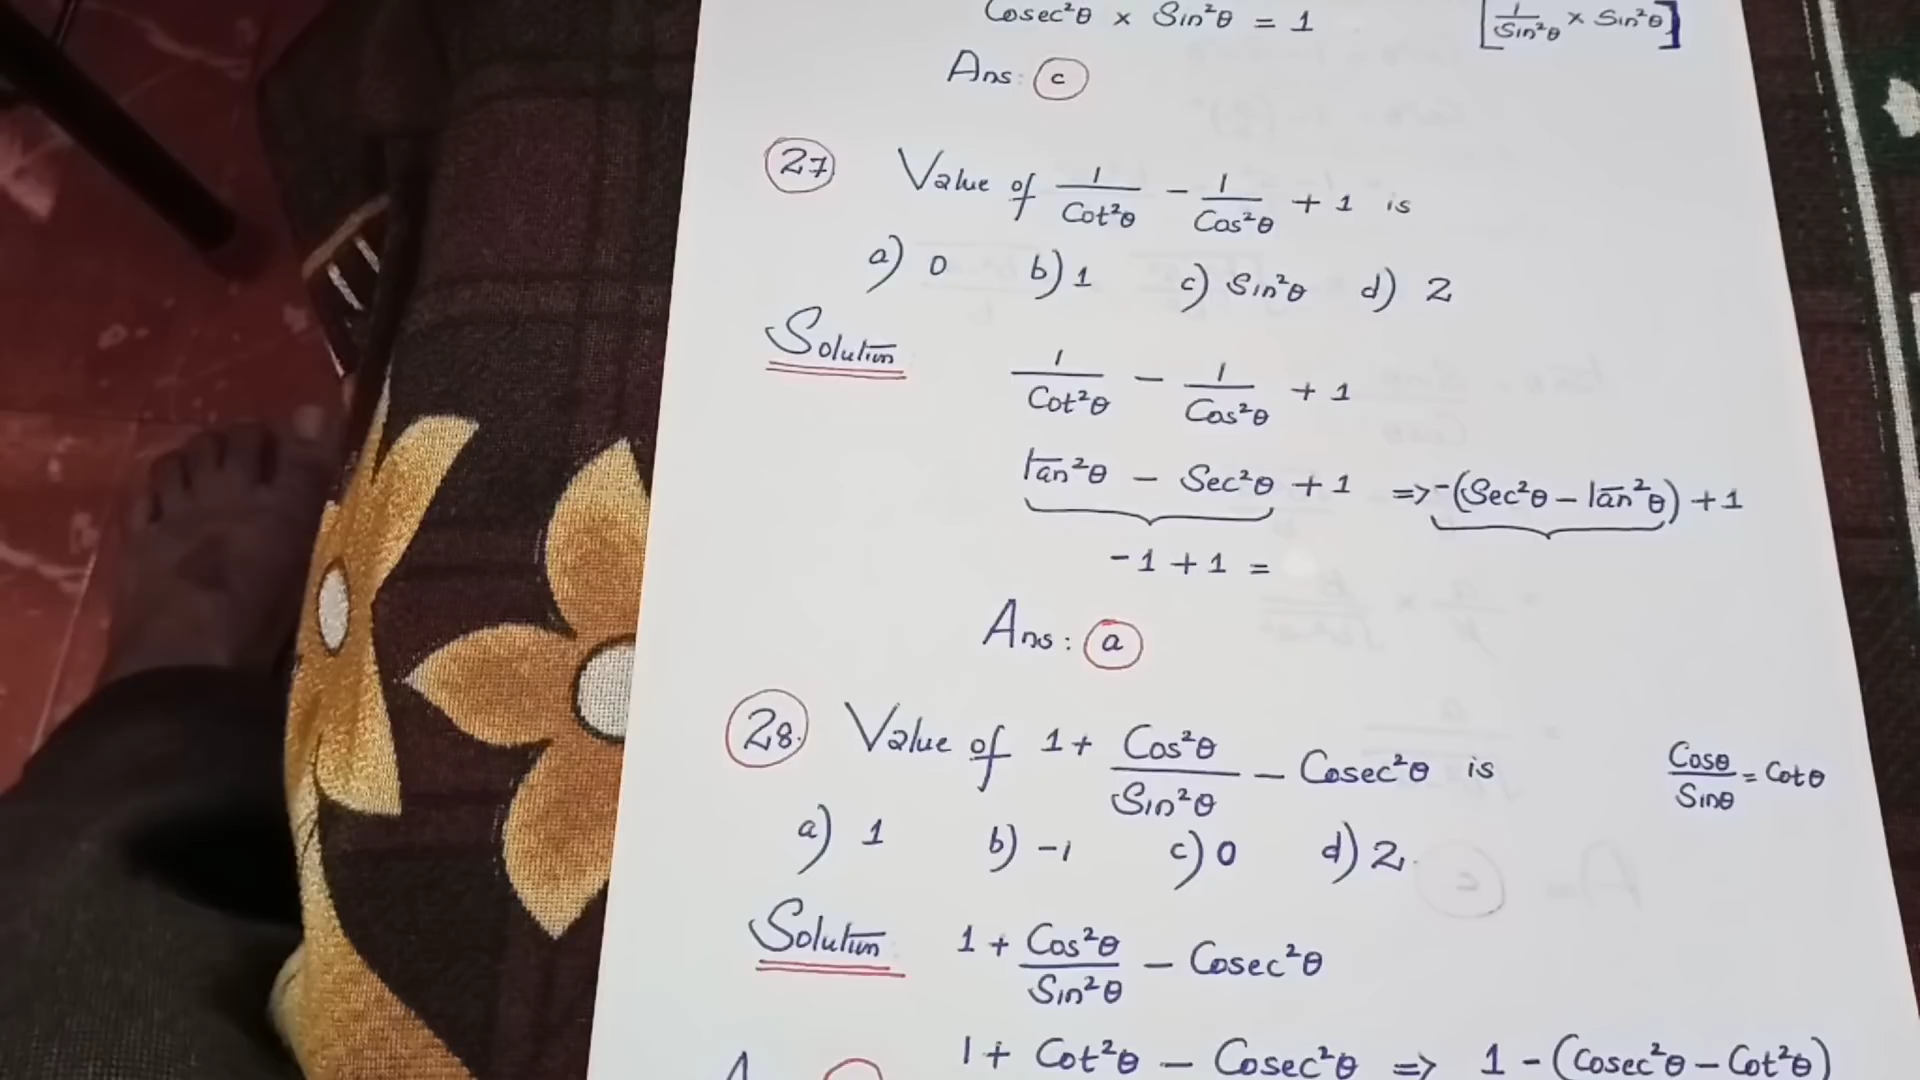 Cosec²θ × Sin²θ = 1 [1/Sin²θ × Sin²θ]
Ans: c
27 Value of 1/Cot²θ - 1/Cos²θ + 1 is
a) 0 b) 1 c) Sin²θ d) 2
Solution
1/Cot²θ - 1/Cos²θ + 1
tan²θ - Sec²θ + 1 => -(Sec²θ - tan²θ) + 1
-1 + 1 =
Ans: a
28. Value of 1 + Cos²θ/Sin²θ - Cosec²θ is Cosθ/Sinθ = Cotθ
a) 1 b) -1 c) 0 d) 2.
Solution: 1 + Cos²θ/Sin²θ - Cosec²θ
1 + Cot²θ - Cosec²θ => 1 - (Cosec²θ - Cot²θ)